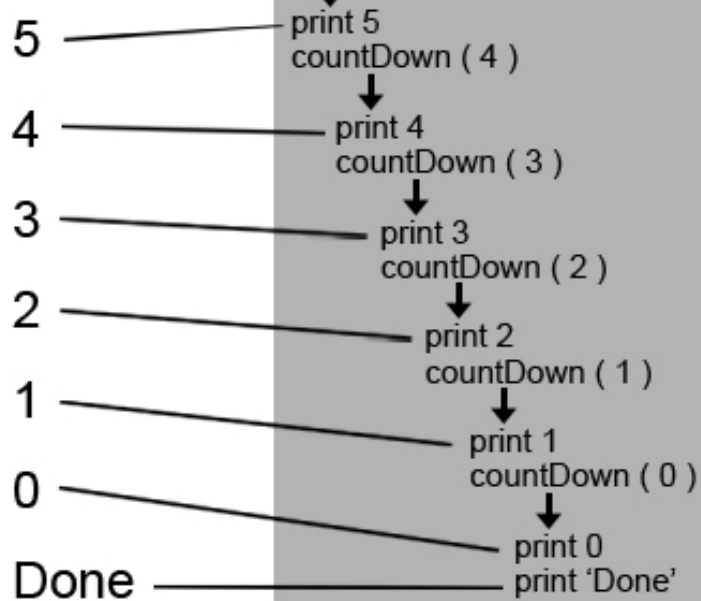 5
print 5
countDown ( 4 )
4
print 4
countDown ( 3 )
3
print 3
countDown ( 2 )
2
print 2
countDown ( 1 )
1
print 1
countDown ( 0 )
0
print 0
Done
print ‘Done’